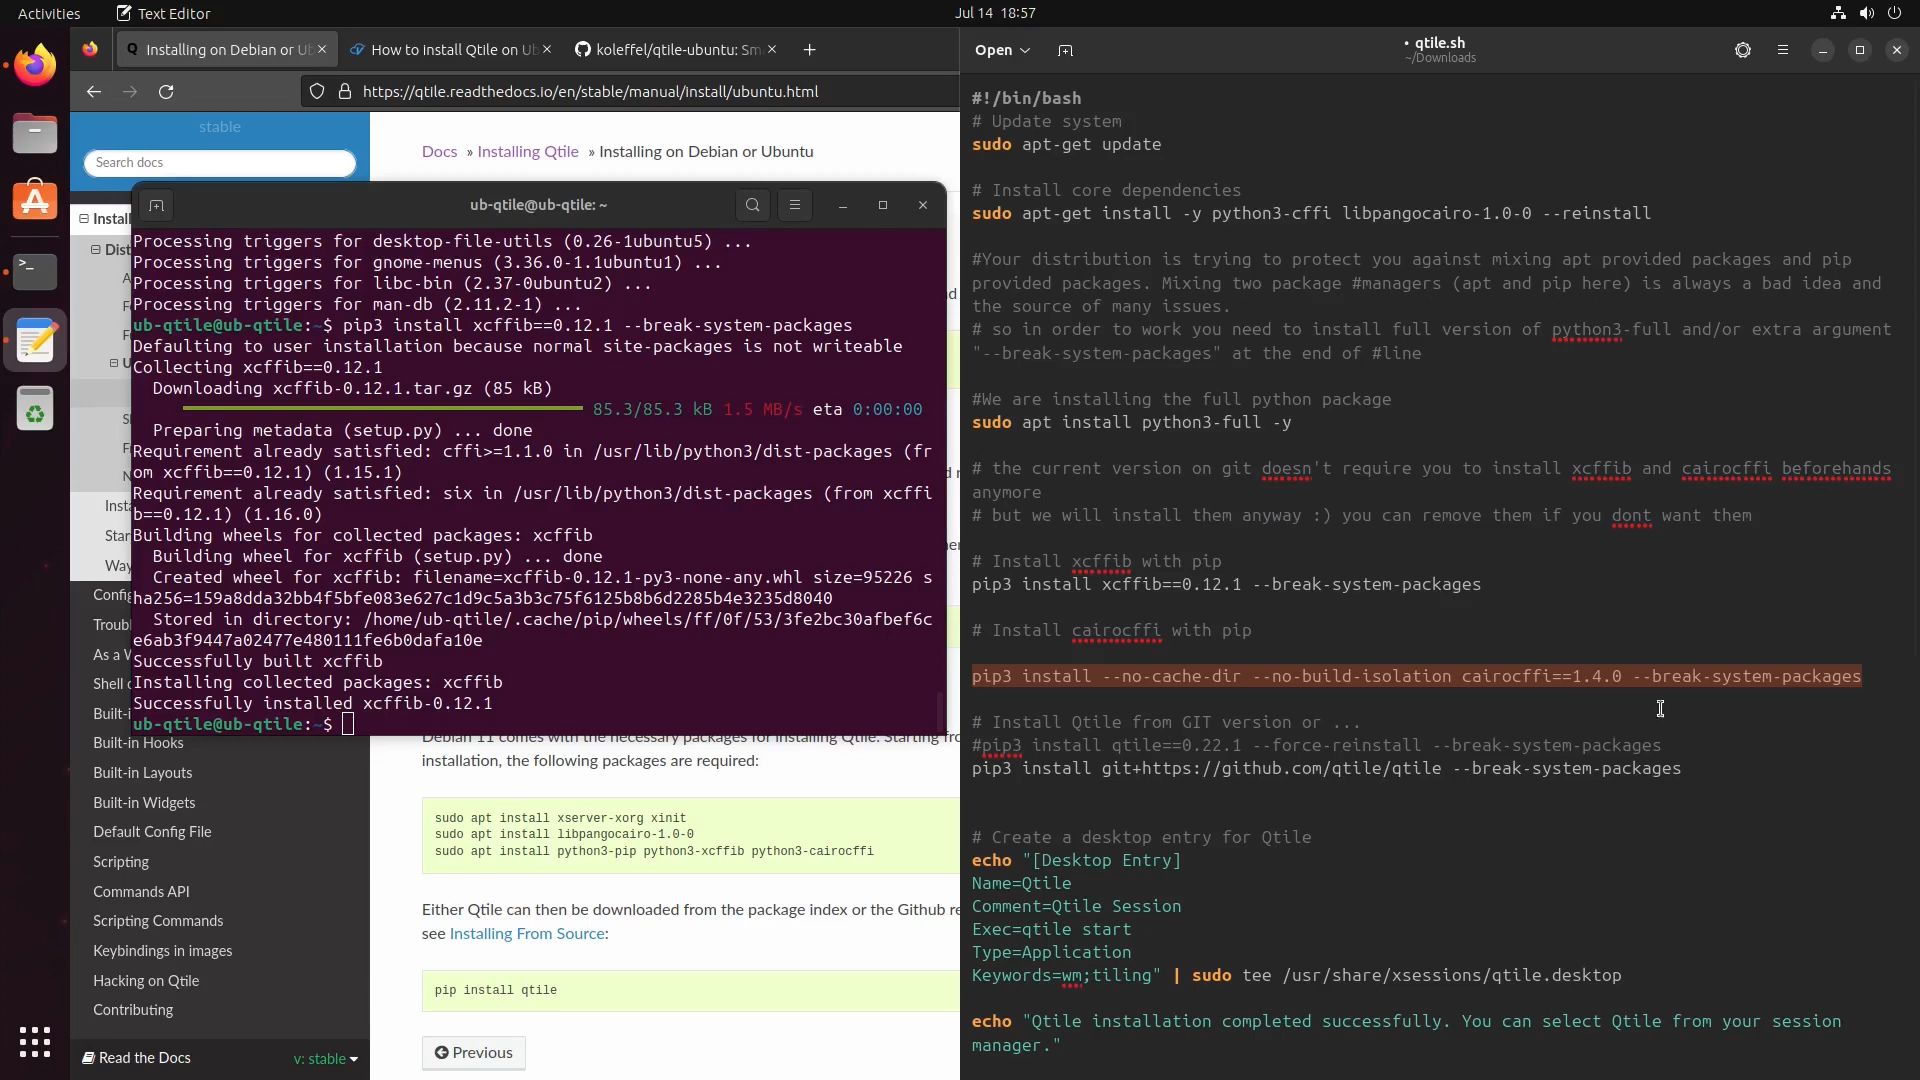 Activities
Text Editor
Jul 14 18:57
Installing on Debian or Ub
How to install Qtile on Ub
koleffel/qtile-ubuntu: Sm
https://qtile.readthedocs.io/en/stable/manual/install/ubuntu.html
stable
Search docs
Docs » Installing Qtile » Installing on Debian or Ubuntu
Install
Dist
Insta
Star
Way
Config
Troub
As a W
Shell c
Built-i
Built-in Hooks
Built-in Layouts
Built-in Widgets
Default Config File
Scripting
Commands API
Scripting Commands
Keybindings in images
Hacking on Qtile
Contributing
Read the Docs
v: stable
ub-qtile@ub-qtile: ~
Processing triggers for desktop-file-utils (0.26-1ubuntu5) ...
Processing triggers for gnome-menus (3.36.0-1.1ubuntu1) ...
Processing triggers for libc-bin (2.37-0ubuntu2) ...
Processing triggers for man-db (2.11.2-1) ...
ub-qtile@ub-qtile:~$ pip3 install xcffib==0.12.1 --break-system-packages
Defaulting to user installation because normal site-packages is not writeable
Collecting xcffib==0.12.1
Downloading xcffib-0.12.1.tar.gz (85 kB)
85.3/85.3 kB 1.5 MB/s eta 0:00:00
Preparing metadata (setup.py) ... done
Requirement already satisfied: cffi>=1.1.0 in /usr/lib/python3/dist-packages (fr
om xcffib==0.12.1) (1.15.1)
Requirement already satisfied: six in /usr/lib/python3/dist-packages (from xcffi
b==0.12.1) (1.16.0)
Building wheels for collected packages: xcffib
Building wheel for xcffib (setup.py) ... done
Created wheel for xcffib: filename=xcffib-0.12.1-py3-none-any.whl size=95226 s
ha256=159a8dda32bb4f5bfe083e627c1d9c5a3b3c75f6125b8b6d2285b4e3235d8040
Stored in directory: /home/ub-qtile/.cache/pip/wheels/ff/0f/53/3fe2bc30afbef6c
e6ab3f9447a02477e480111fe6b0dafa10e
Successfully built xcffib
Installing collected packages: xcffib
Successfully installed xcffib-0.12.1
ub-qtile@ub-qtile:~$
Debian 11 comes with the necessary packages for installing Qtile. Starting fro
installation, the following packages are required:
sudo apt install xserver-xorg xinit
sudo apt install libpangocairo-1.0-0
sudo apt install python3-pip python3-xcffib python3-cairocffi
Either Qtile can then be downloaded from the package index or the Github re
see Installing From Source:
pip install qtile
Previous
Open
• qtile.sh
~/Downloads
#!/bin/bash
# Update system
sudo apt-get update
# Install core dependencies
sudo apt-get install -y python3-cffi libpangocairo-1.0-0 --reinstall
#Your distribution is trying to protect you against mixing apt provided packages and pip
provided packages. Mixing two package #managers (apt and pip here) is always a bad idea and
the source of many issues.
# so in order to work you need to install full version of python3-full and/or extra argument
"--break-system-packages" at the end of #line
#We are installing the full python package
sudo apt install python3-full -y
# the current version on git doesn't require you to install xcffib and cairocffi beforehands
anymore
# but we will install them anyway :) you can remove them if you dont want them
# Install xcffib with pip
pip3 install xcffib==0.12.1 --break-system-packages
# Install cairocffi with pip
pip3 install --no-cache-dir --no-build-isolation cairocffi==1.4.0 --break-system-packages
# Install Qtile from GIT version or ...
#pip3 install qtile==0.22.1 --force-reinstall --break-system-packages
pip3 install git+https://github.com/qtile/qtile --break-system-packages
# Create a desktop entry for Qtile
echo "[Desktop Entry]
Name=Qtile
Comment=Qtile Session
Exec=qtile start
Type=Application
Keywords=wm;tiling" | sudo tee /usr/share/xsessions/qtile.desktop
echo "Qtile installation completed successfully. You can select Qtile from your session
manager."